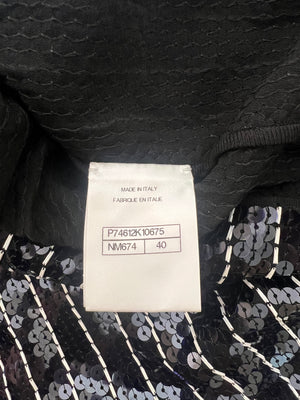 MADE IN ITALY
FABRIQUE EN ITALIE
P74612K10675
NM674 40